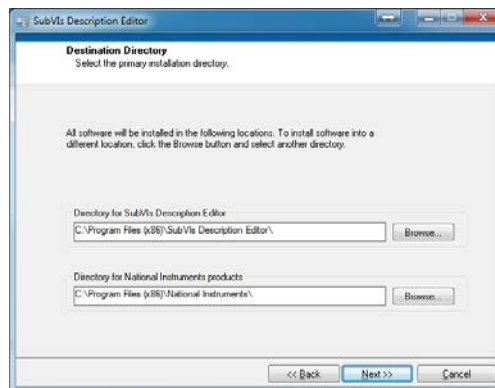 SubVIs Description Editor
Destination Directory
Select the primary installation directory.
All software will be installed in the following locations. To install software into a
different location, click the Browse button and select another directory.
Directory for SubVIs Description Editor
C:\Program Files (x86)\SubVIs Description Editor\
Browse...
Directory for National Instruments products
C:\Program Files (x86)\National Instruments\
Browse...
<< Back
Next >>
Cancel